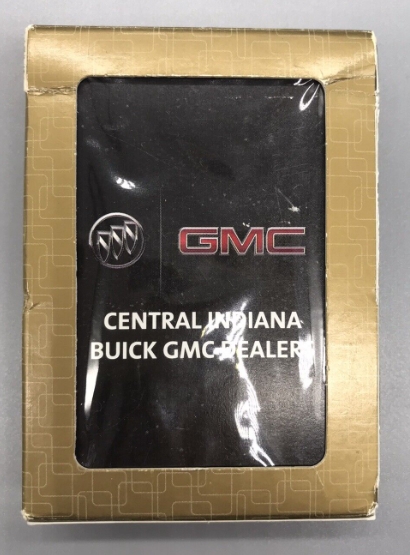 GMC
CENTRAL INDIANA
BUICK GMC DEALERS